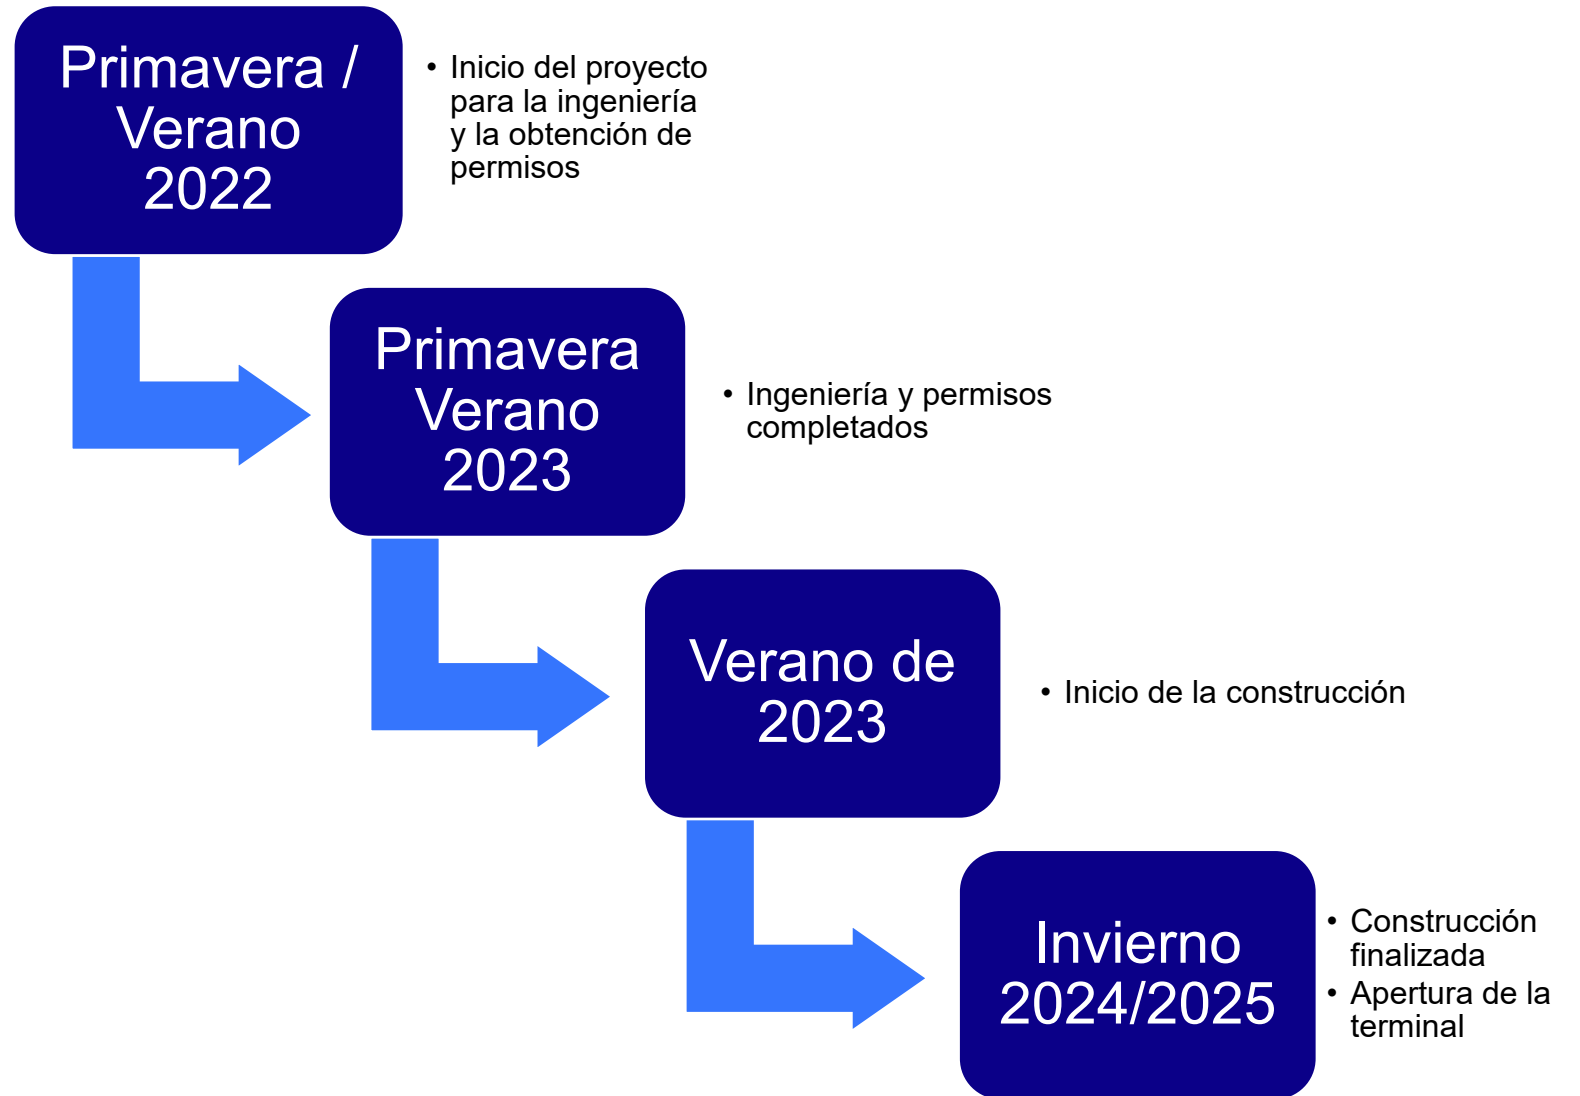 Primavera /
Verano
2022
• Inicio del proyecto
para la ingeniería
y la obtención de
permisos
Primavera
Verano
2023
• Ingeniería y permisos
completados
Verano de
2023
• Inicio de la construcción
Invierno
2024/2025
• Construcción
finalizada
• Apertura de la
terminal